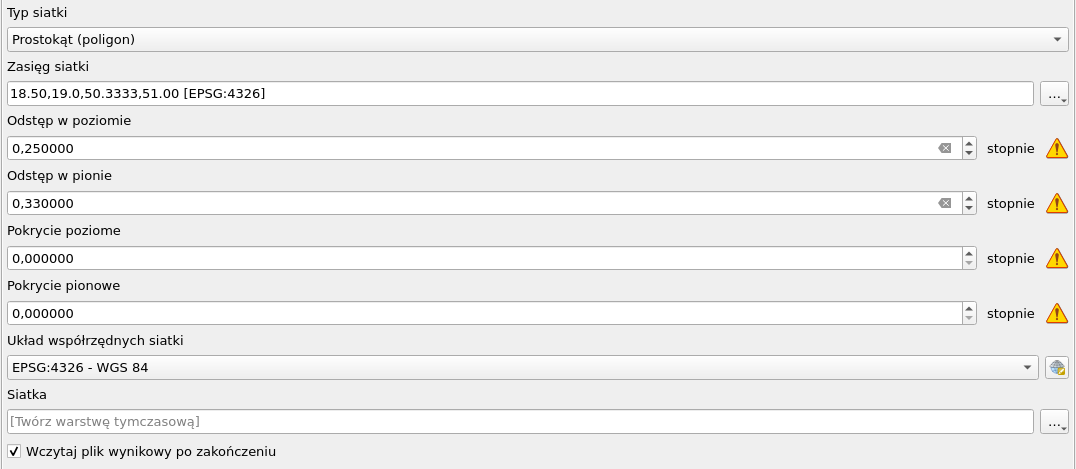 Typ siatki
Prostokąt (poligon)
Zasięg siatki
18.50,19.0,50.3333,51.00 [EPSG:4326]
...
Odstęp w poziomie
0,250000 stopnie
Odstęp w pionie
0,330000 stopnie
Pokrycie poziome
0,000000 stopnie
Pokrycie pionowe
0,000000 stopnie
Układ współrzędnych siatki
EPSG:4326 - WGS 84
Siatka
[Twórz warstwę tymczasową]
...
Wczytaj plik wynikowy po zakończeniu